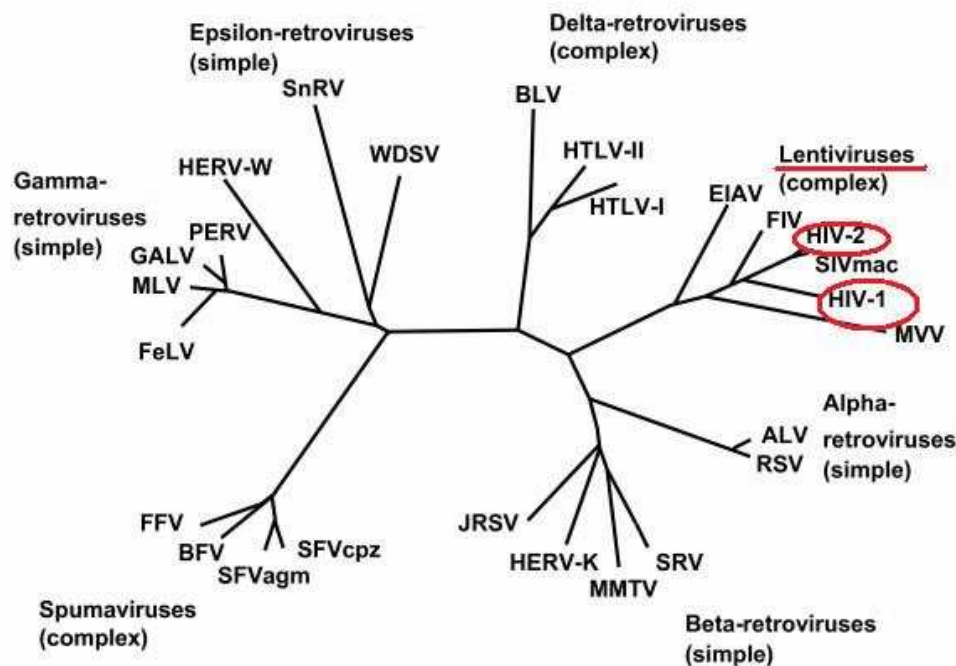 Epsilon-retroviruses
(simple)
SnRV
WDSV
Delta-retroviruses
(complex)
BLV
HTLV-II
HTLV-I
Lentiviruses
(complex)
EIAV
FIV
HIV-2
SIVmac
HIV-1
MVV
Gamma-
retroviruses
(simple)
HERV-W
PERV
GALV
MLV
FeLV
Alpha-
retroviruses
(simple)
ALV
RSV
FFV
BFV
SFVagm
SFVcpz
Spumaviruses
(complex)
JRSV
HERV-K
MMTV
SRV
Beta-retroviruses
(simple)